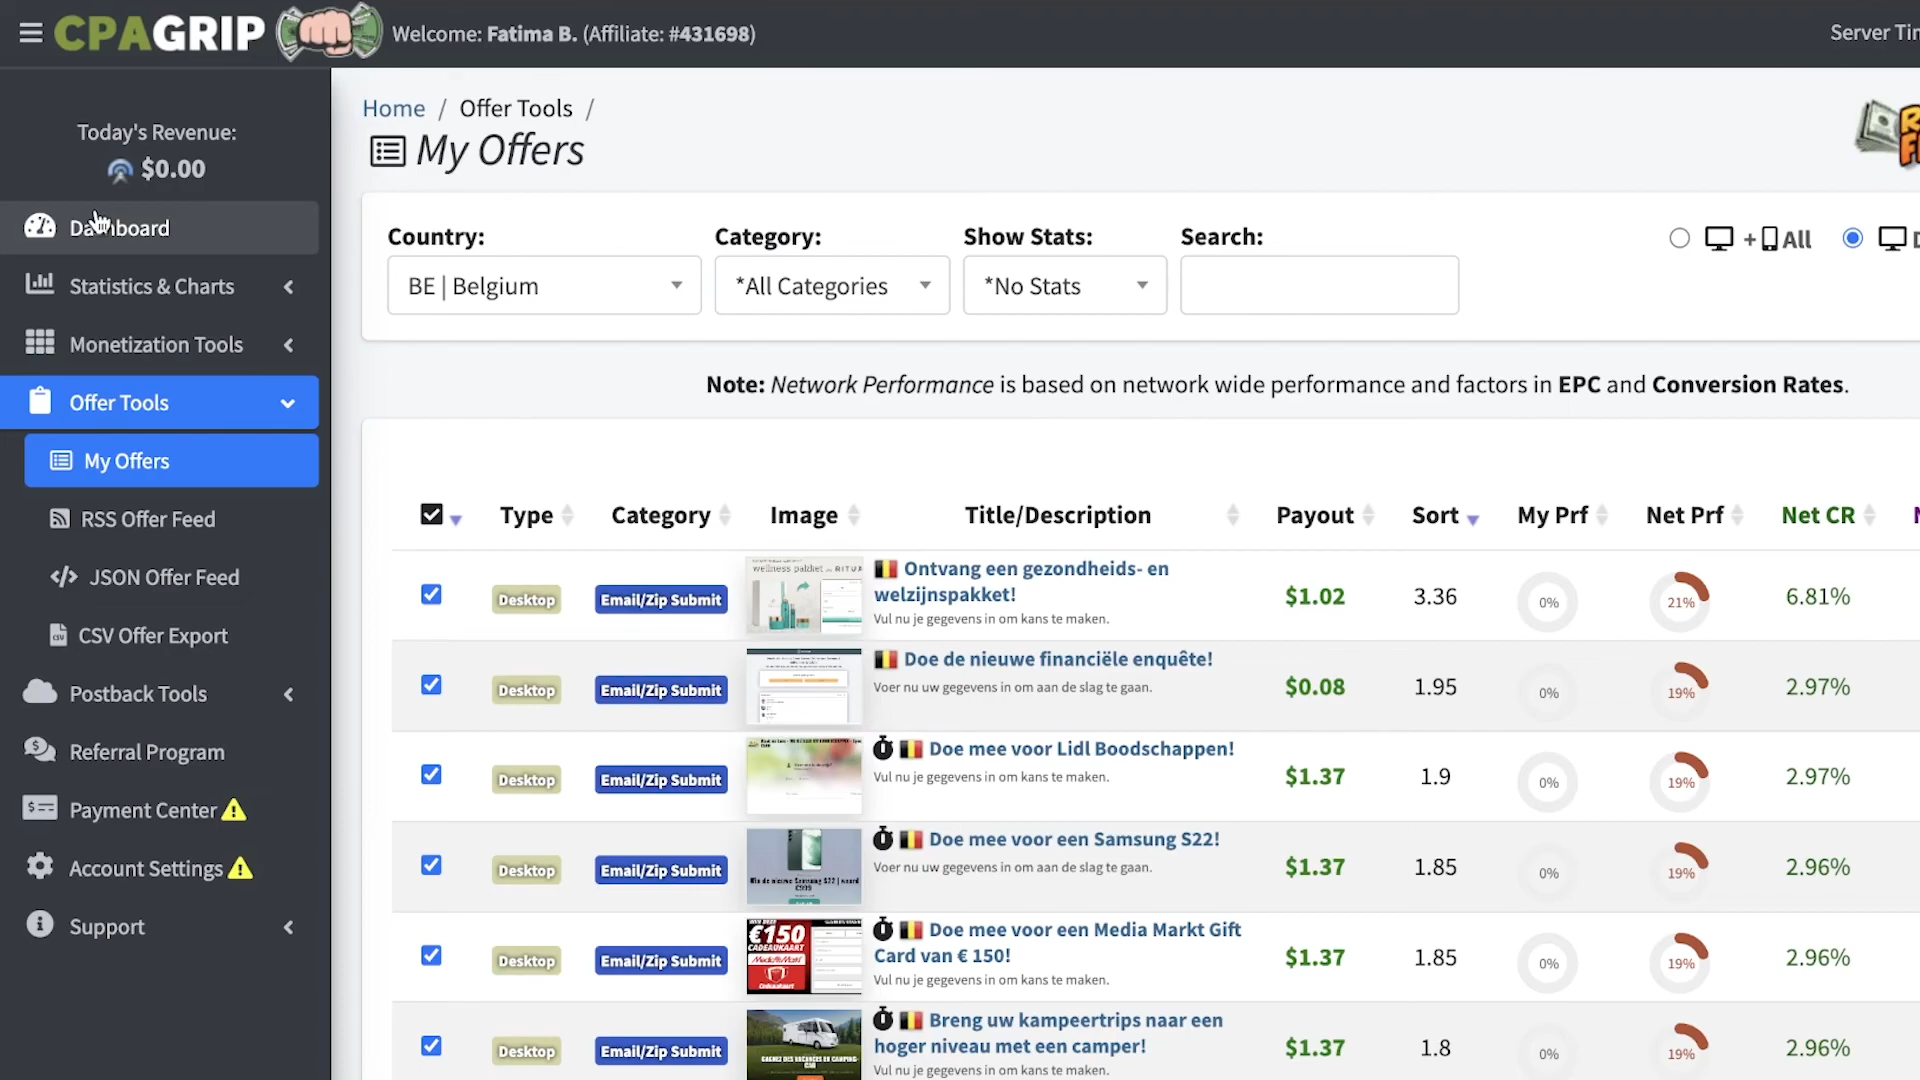 CPAGRIP Welcome: Fatima B. (Affiliate: #431698)
Server Tim
Today's Revenue:
$0.00
Dashboard
Statistics & Charts
Monetization Tools
Offer Tools
My Offers
RSS Offer Feed
JSON Offer Feed
CSV Offer Export
Postback Tools
Referral Program
Payment Center
Account Settings
Support
Home / Offer Tools /
My Offers
Country: Category: Show Stats: Search:
BE | Belgium *All Categories *No Stats
+ All
Note: Network Performance is based on network wide performance and factors in EPC and Conversion Rates.
Type Category Image Title/Description Payout Sort My Prf Net Prf Net CR
Desktop Email/Zip Submit
Ontvang een gezondheids- en
welzijnspakket!
Vul nu je gegevens in om kans te maken.
$1.02 3.36 0% 21% 6.81%
Desktop Email/Zip Submit
Doe de nieuwe financiële enquête!
Voer nu uw gegevens in om aan de slag te gaan.
$0.08 1.95 0% 19% 2.97%
Desktop Email/Zip Submit
Doe mee voor Lidl Boodschappen!
Vul nu je gegevens in om kans te maken.
$1.37 1.9 0% 19% 2.97%
Desktop Email/Zip Submit
Doe mee voor een Samsung S22!
Voer nu uw gegevens in om aan de slag te gaan.
$1.37 1.85 0% 19% 2.96%
Desktop Email/Zip Submit
€150
CADEAUKAART
Doe mee voor een Media Markt Gift
Card van € 150!
Vul nu je gegevens in om kans te maken.
$1.37 1.85 0% 19% 2.96%
Desktop Email/Zip Submit
Breng uw kampeertrips naar een
hoger niveau met een camper!
Vul nu je gegevens in om kans te maken.
$1.37 1.8 0% 19% 2.96%